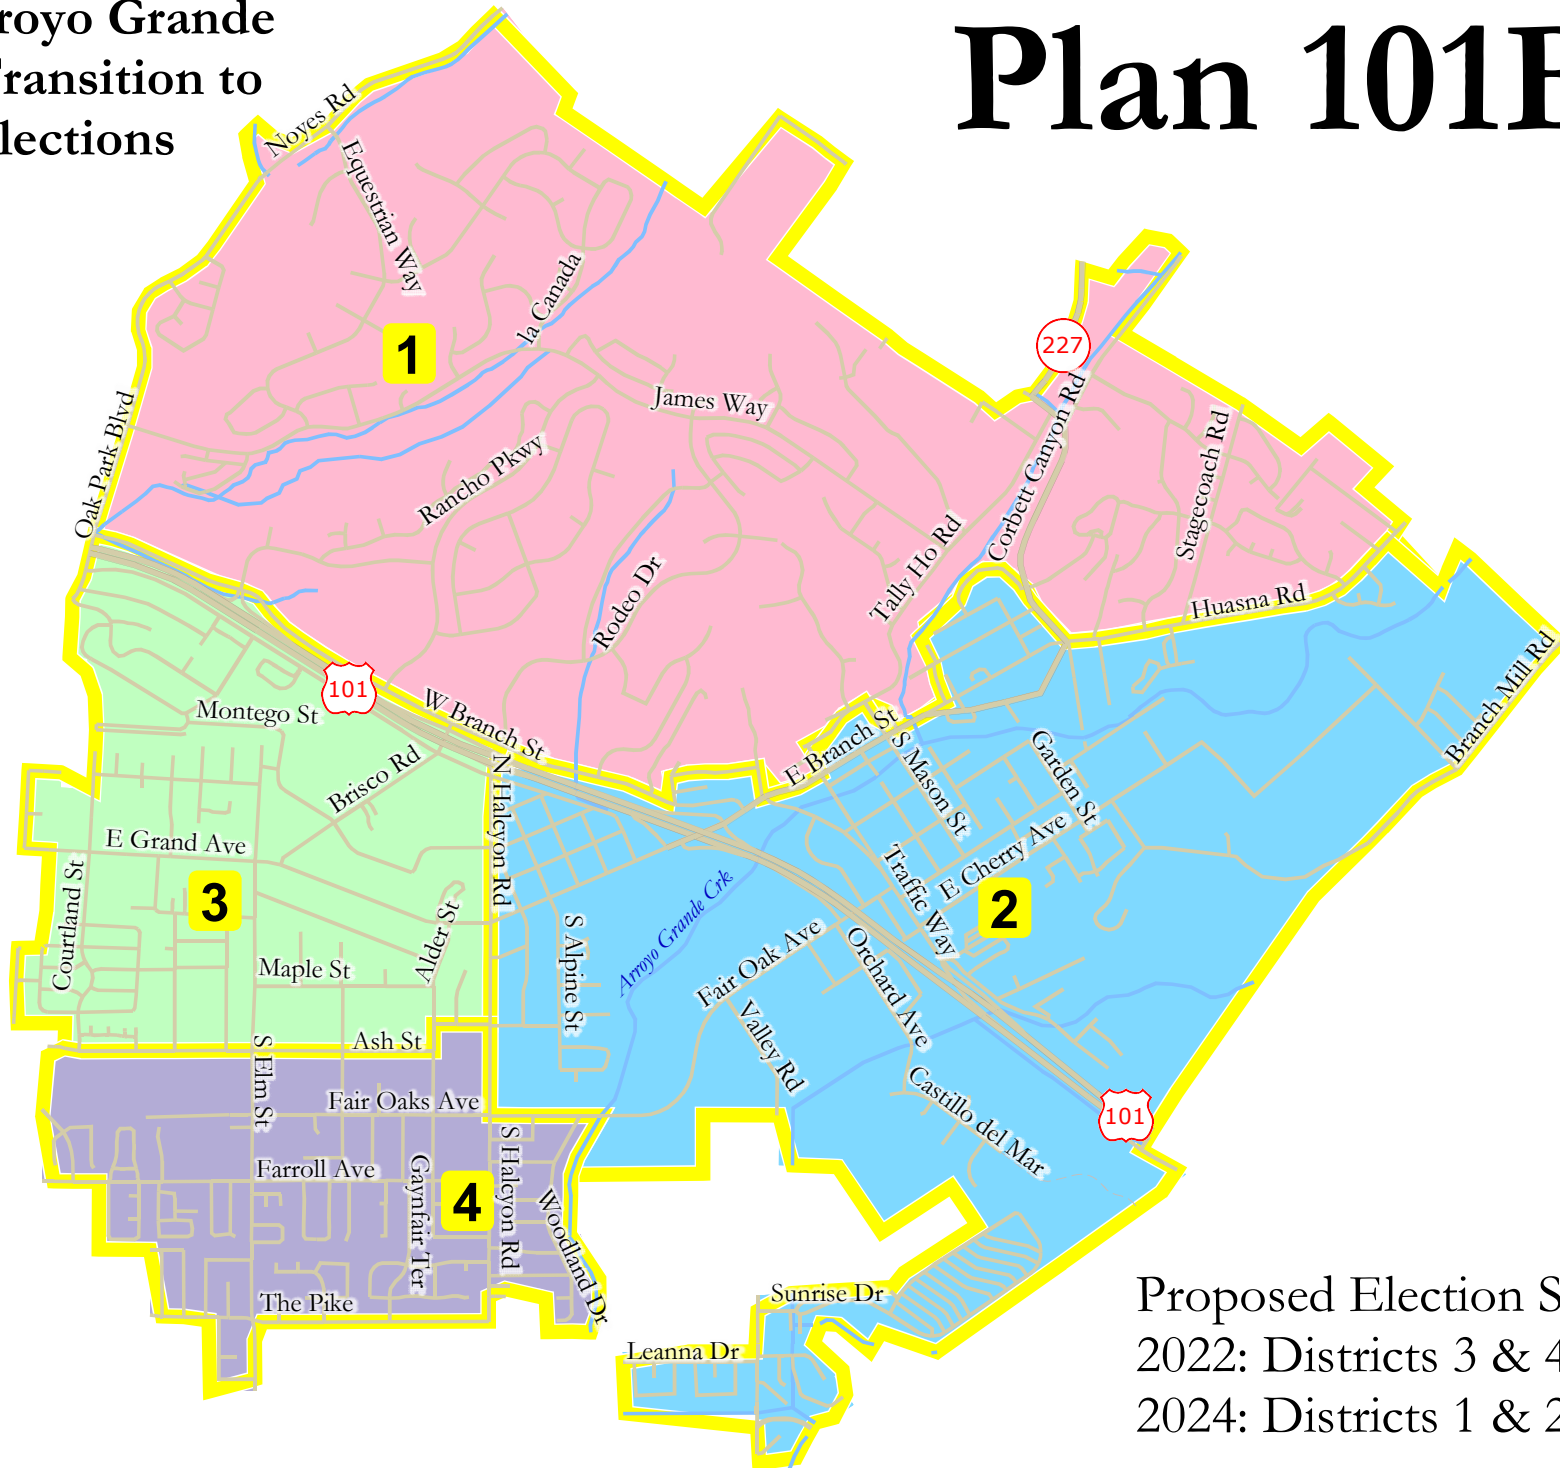 royo Grande
ransition to
lections
Plan 101B
Noyes Rd
Equestrian Way
la Canada
1
227
James Way
Oak Park Blvd
Rancho Pkwy
Corbett Canyon Rd
Stagecoach Rd
Tally Ho Rd
Rodeo Dr
Huasna Rd
Branch Mill Rd
101
Montego St
W Branch St
E Branch St
S Mason St
Garden St
Brisco Rd
N Halcyon Rd
E Grand Ave
Courtland St
3
Traffic Way
E Cherry Ave
2
Arroyo Grande Crk
Alder St
S Alpine St
Fair Oak Ave
Orchard Ave
Maple St
Valley Rd
Ash St
S Elm St
Fair Oaks Ave
Castillo del Mar
101
Farroll Ave
Gaynfair Ter
4
S Halcyon Rd
Woodland Dr
The Pike
Sunrise Dr
Leanna Dr
Proposed Election S
2022: Districts 3 & 4
2024: Districts 1 & 2